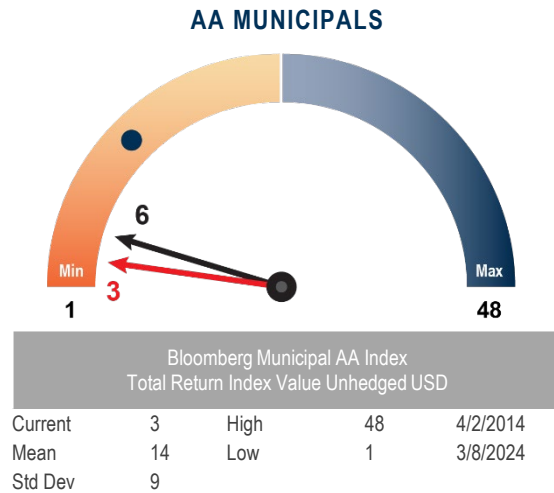 AA MUNICIPALS
6
Min
Max
3
1
48
Bloomberg Municipal AA Index
Total Return Index Value Unhedged USD
Current 3 High 48 4/2/2014
Mean 14 Low 1 3/8/2024
Std Dev 9